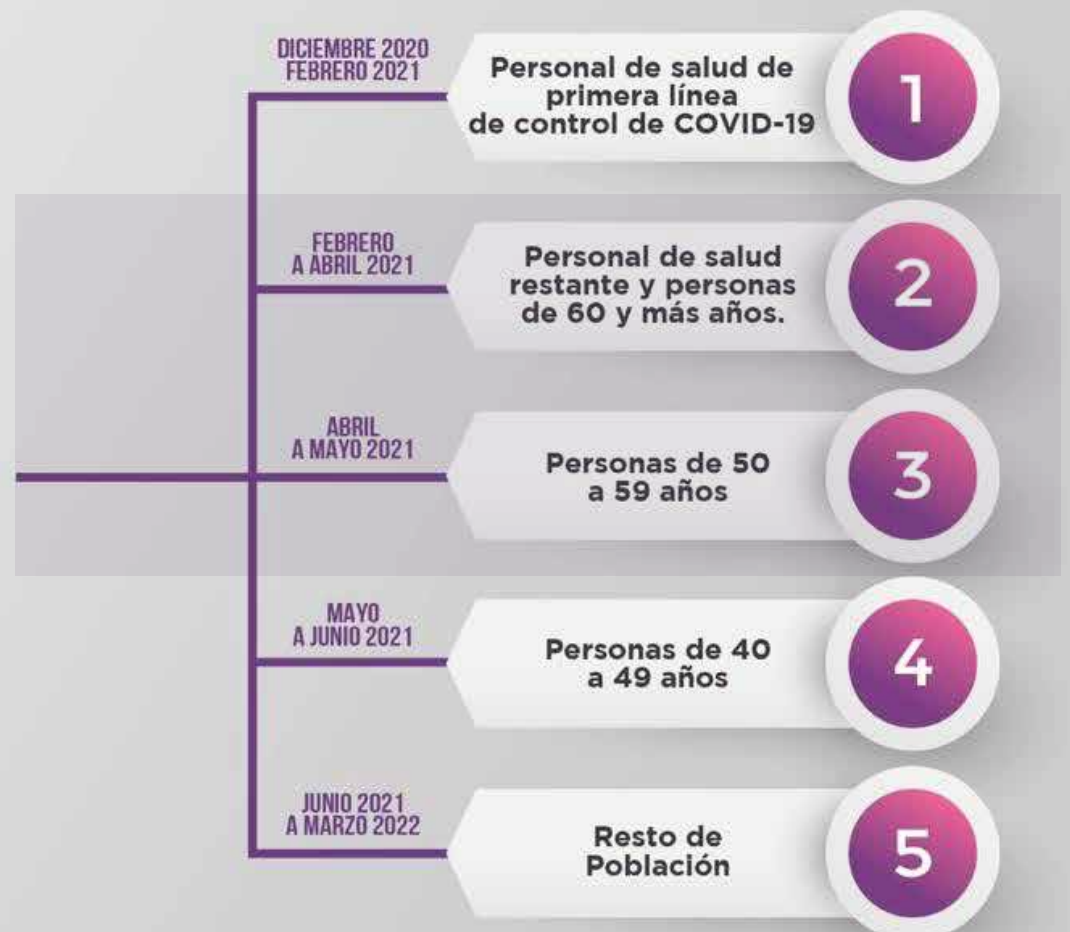 DICIEMBRE 2020
FEBRERO 2021
Personal de salud de
primera línea
de control de COVID-19
1
FEBRERO
A ABRIL 2021
Personal de salud
restante y personas
de 60 y más años.
2
ABRIL
A MAYO 2021
Personas de 50
a 59 años
3
MAYO
A JUNIO 2021
Personas de 40
a 49 años
4
JUNIO 2021
A MARZO 2022
Resto de
Población
5